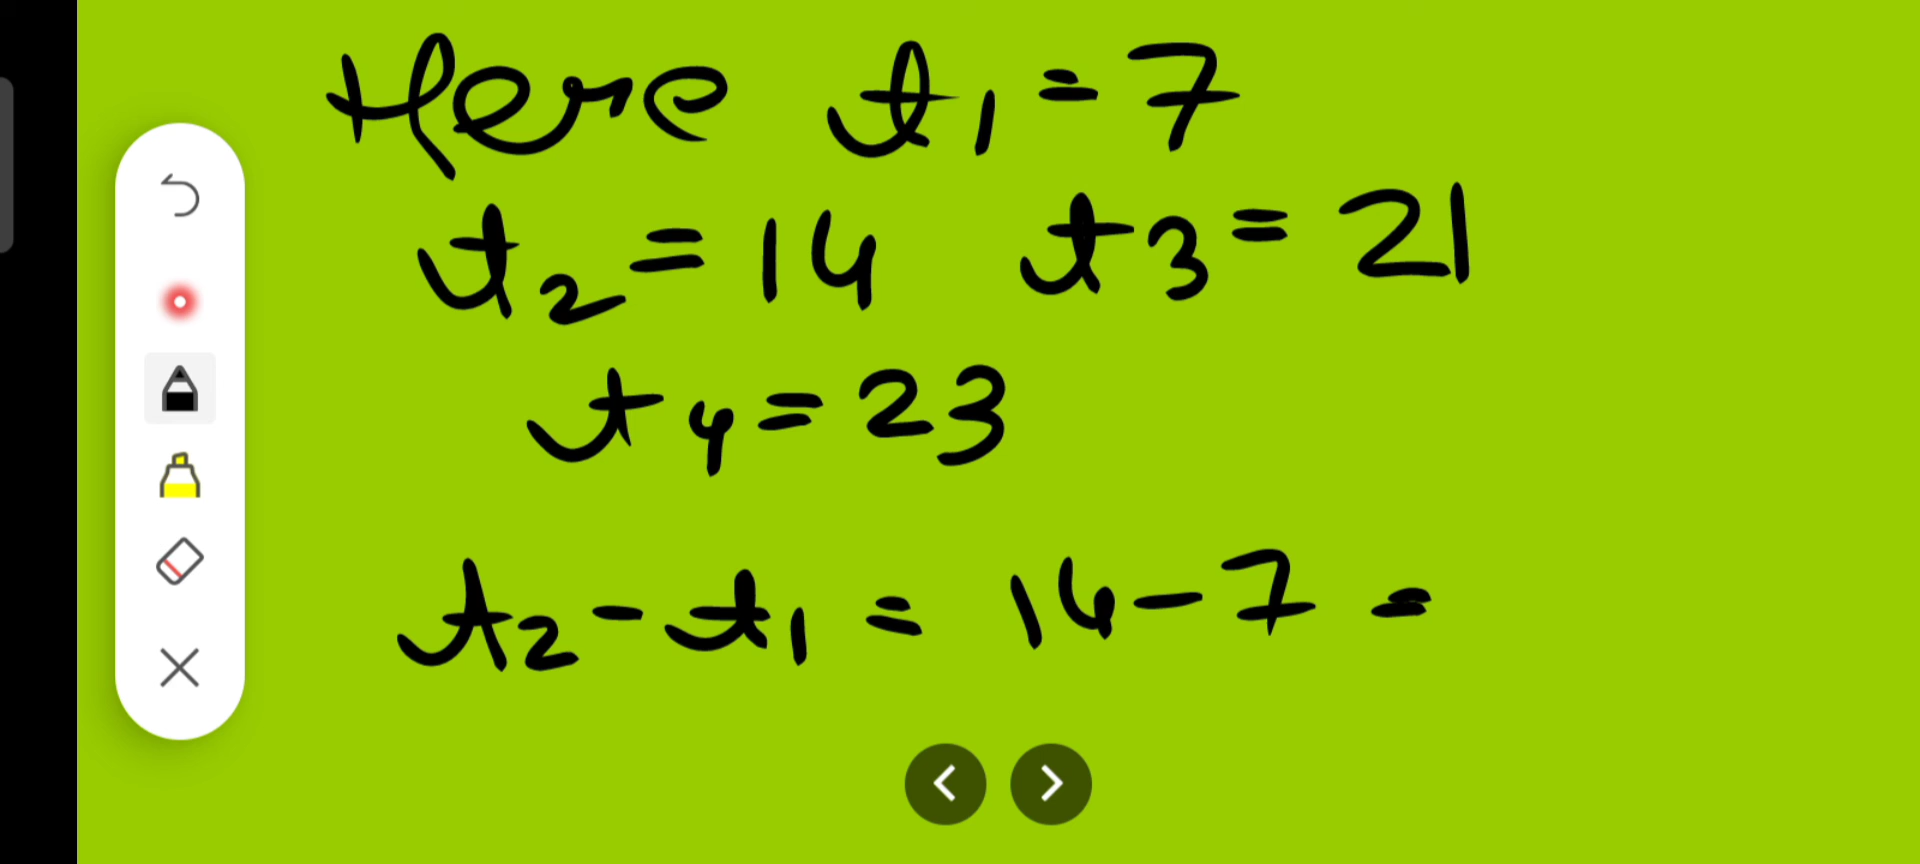 Here t1 = 7
t2 = 14 t3 = 21
t4 = 23
t2 - t1 = 14 - 7 =